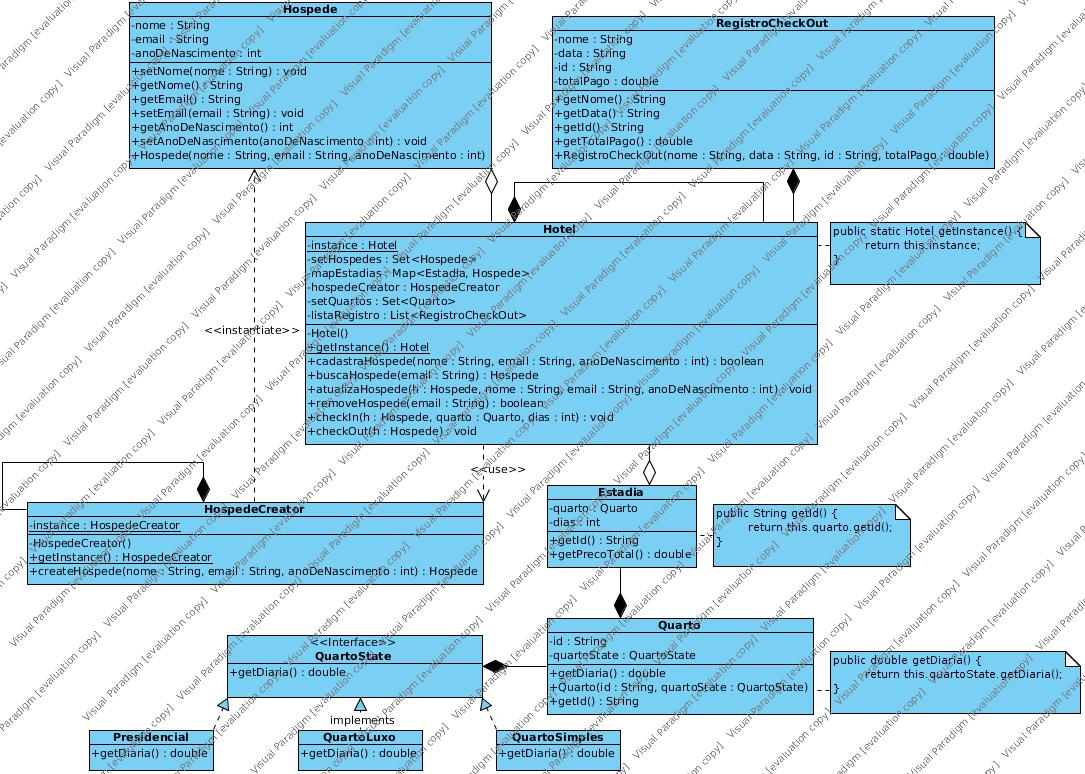 Hospede
-nome : String
-email : String
-anoDeNascimento : int
+setNome(nome : String) : void
+getNome() : String
+getEmail() : String
+setEmail(email : String) : void
+getAnoDeNascimento() : int
+setAnoDeNascimento(anoDeNascimento : int) : void
+Hospede(nome : String, email : String, anoDeNascimento : int)
RegistroCheckOut
-nome : String
-data : String
-id : String
-totalPago : double
+getNome() : String
+getData() : String
+getId() : String
+getTotalPago() : double
+RegistroCheckOut(nome : String, data : String, id : String, totalPago : double)
Hotel
-instance : Hotel
-setHospedes : Set<Hospede>
-mapEstadias : Map<Estadia, Hospede>
-hospedeCreator : HospedeCreator
-setQuartos : Set<Quarto>
-listaRegistro : List<RegistroCheckOut>
-Hotel()
+getInstance() : Hotel
+cadastraHospede(nome : String, email : String, anoDeNascimento : int) : boolean
+buscaHospede(email : String) : Hospede
+atualizaHospede(h : Hospede, nome : String, email : String, anoDeNascimento : int) : void
+removeHospede(email : String) : boolean
+checkIn(h : Hospede, quarto : Quarto, dias : int) : void
+checkOut(h : Hospede) : void
public static Hotel getInstance() {
return this.instance;
}
<<instantiate>>
<<use>>
HospedeCreator
-instance : HospedeCreator
-HospedeCreator()
+getInstance() : HospedeCreator
+createHospede(nome : String, email : String, anoDeNascimento : int) : Hospede
Estadia
-quarto : Quarto
-dias : int
+getId() : String
+getPrecoTotal() : double
public String getId() {
return this.quarto.getId();
}
<<Interface>>
QuartoState
+getDiaria() : double
Quarto
-id : String
-quartoState : QuartoState
+getDiaria() : double
+Quarto(id : String, quartoState : QuartoState)
+getId() : String
public double getDiaria() {
return this.quartoState.getDiaria();
}
implements
Presidencial
+getDiaria() : double
QuartoLuxo
+getDiaria() : double
QuartoSimples
+getDiaria() : double
Visual Paradigm [evaluation copy]